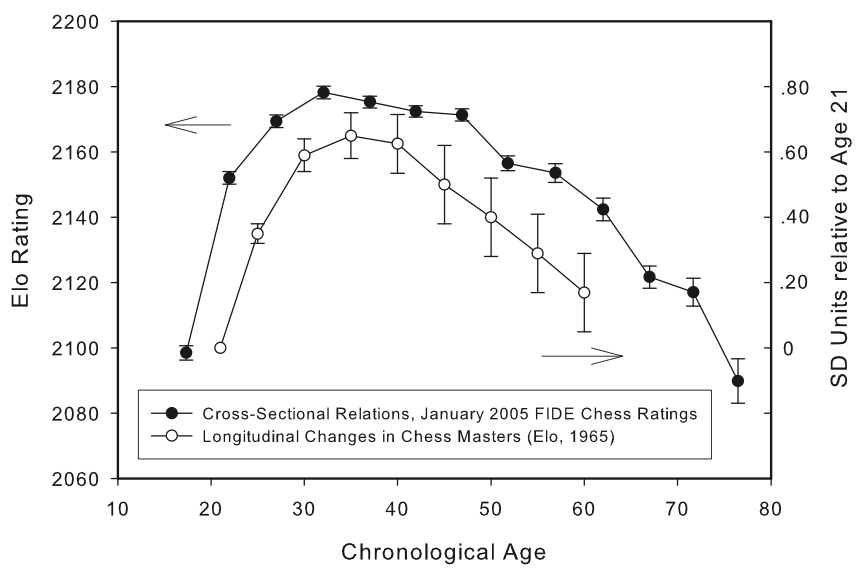 2200
2180
2160
2140
2120
2100
2080
2060
Elo Rating
.80
.60
.40
.20
0
SD Units relative to Age 21
Cross-Sectional Relations, January 2005 FIDE Chess Ratings
Longitudinal Changes in Chess Masters (Elo, 1965)
10 20 30 40 50 60 70 80
Chronological Age